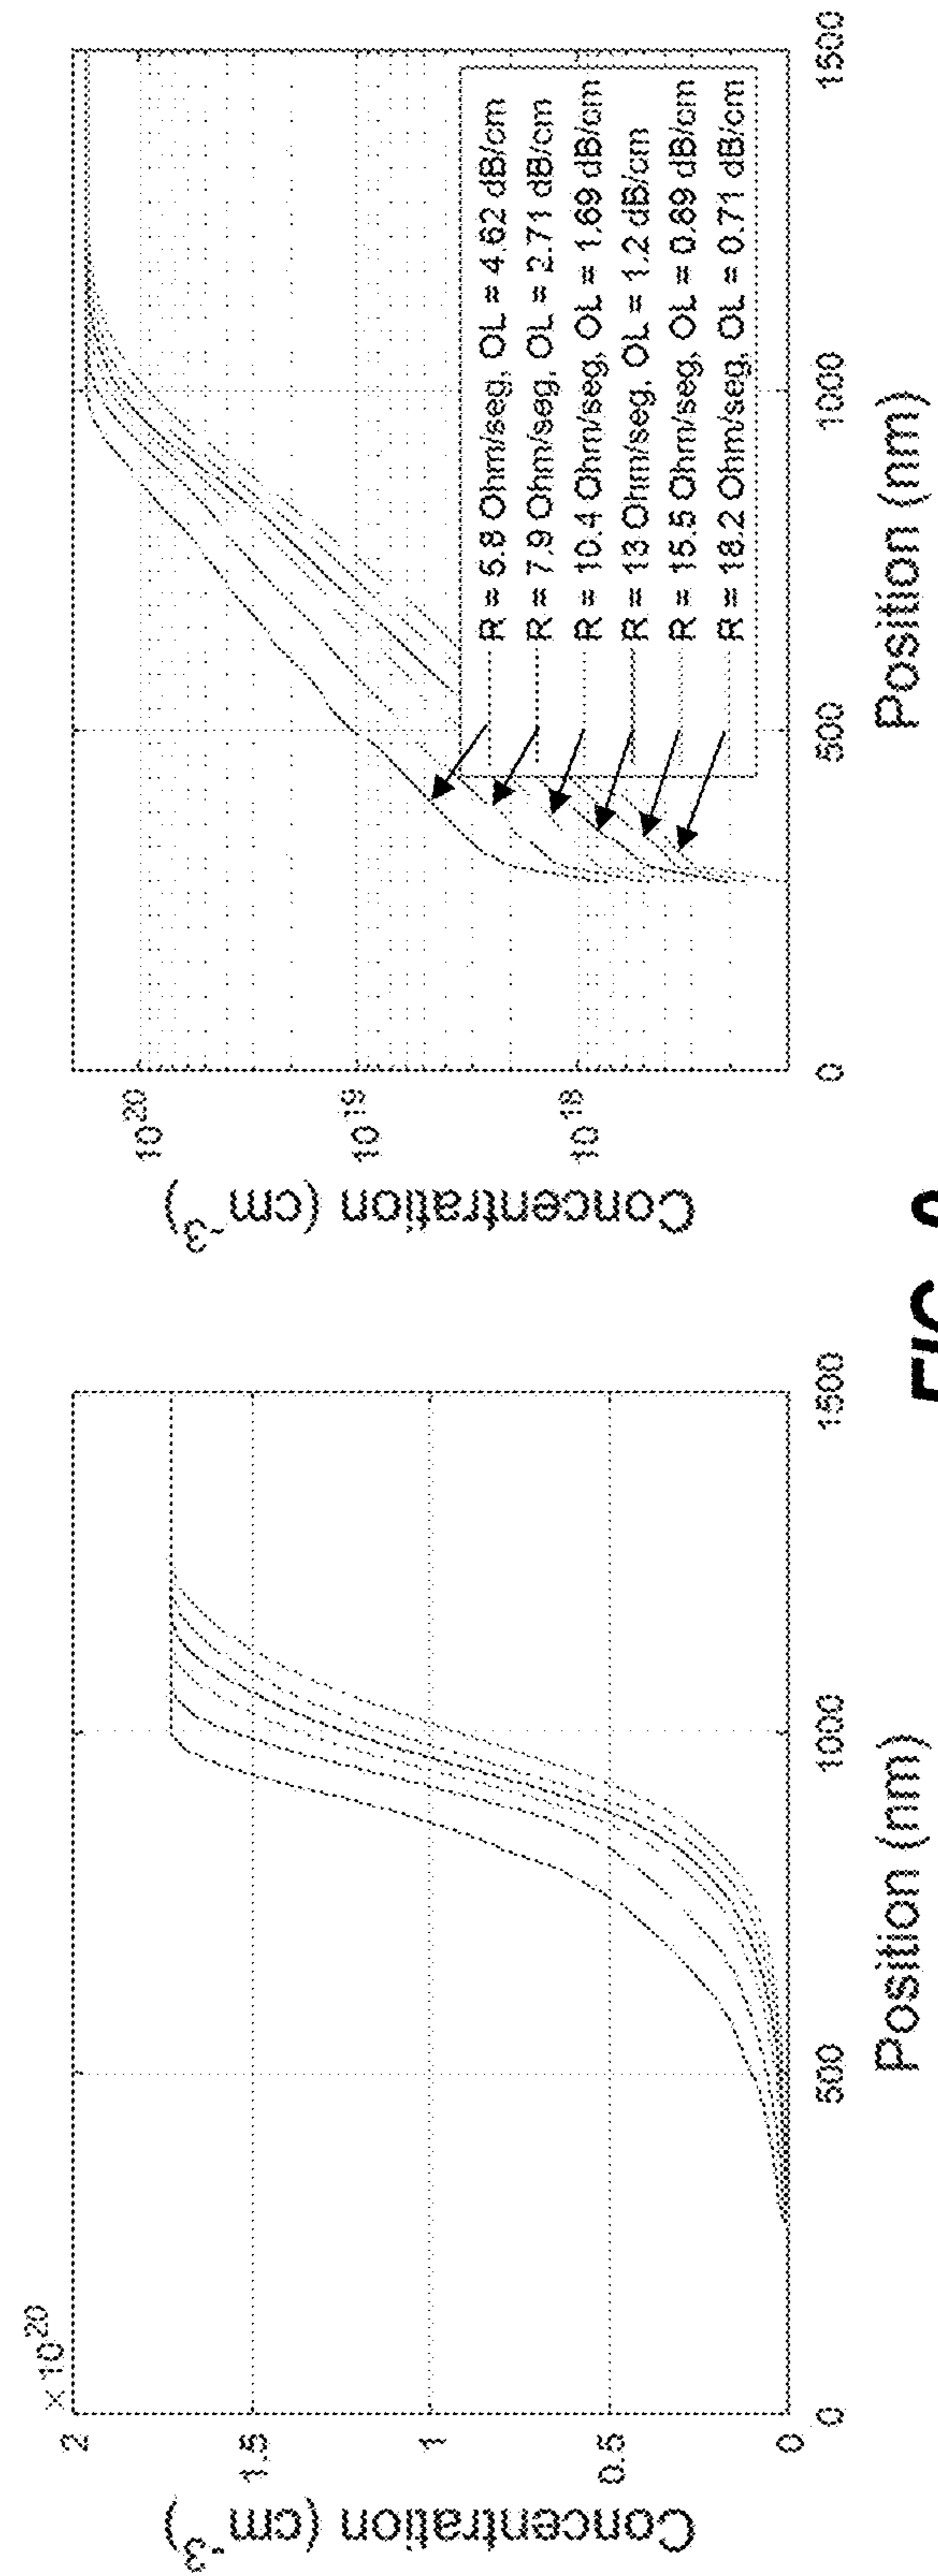 × 10^20
2
1.5
1
0.5
0
Concentration (cm^-3)
0
500
1000
1500
Position (nm)
10^20
10^19
10^18
Concentration (cm^-3)
R = 5.8 Ohm/seg, OL = 4.62 dB/cm
R = 7.9 Ohm/seg, OL = 2.71 dB/cm
R = 10.4 Ohm/seg, OL = 1.69 dB/cm
R = 13 Ohm/seg, OL = 1.2 dB/cm
R = 15.5 Ohm/seg, OL = 0.89 dB/cm
R = 18.2 Ohm/seg, OL = 0.71 dB/cm
0
500
1000
1500
Position (nm)
FIG.